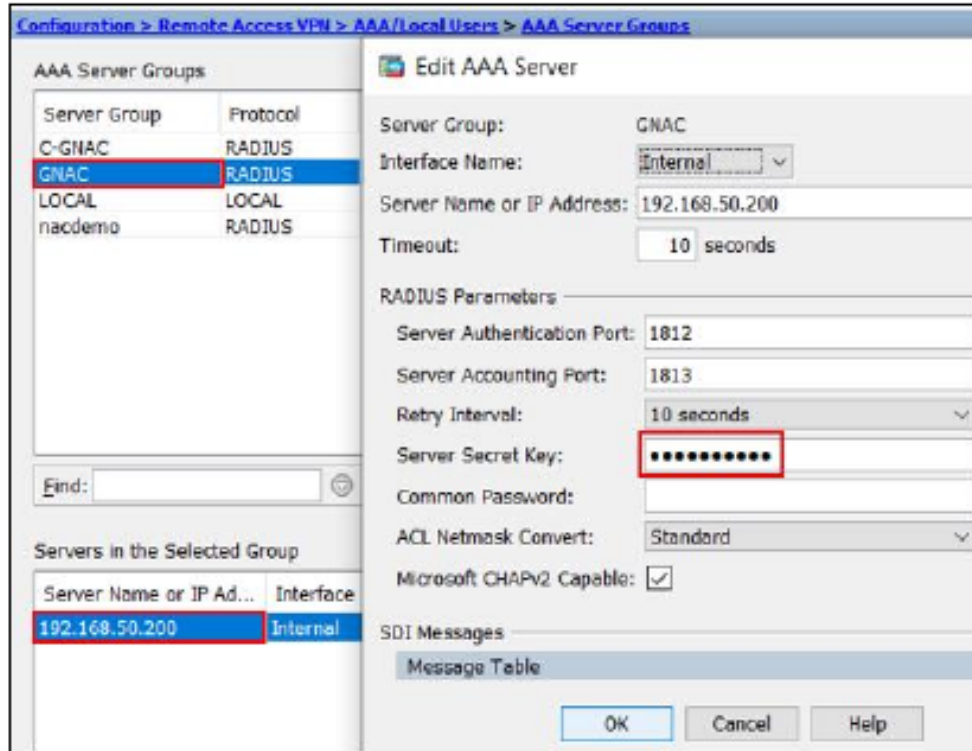 Configuration > Remote Access VPN > AAA/Local Users > AAA Server Groups
AAA Server Groups
Server Group Protocol
C-GNAC RADIUS
GNAC RADIUS
LOCAL LOCAL
nacdemo RADIUS
Find:
Servers in the Selected Group
Server Name or IP Ad... Interface
192.168.50.200 Internal
Edit AAA Server
Server Group: GNAC
Interface Name: Internal
Server Name or IP Address: 192.168.50.200
Timeout: 10 seconds
RADIUS Parameters
Server Authentication Port: 1812
Server Accounting Port: 1813
Retry Interval: 10 seconds
Server Secret Key: ••••••••••
Common Password:
ACL Netmask Convert: Standard
Microsoft CHAPv2 Capable:
SDI Messages
Message Table
OK Cancel Help